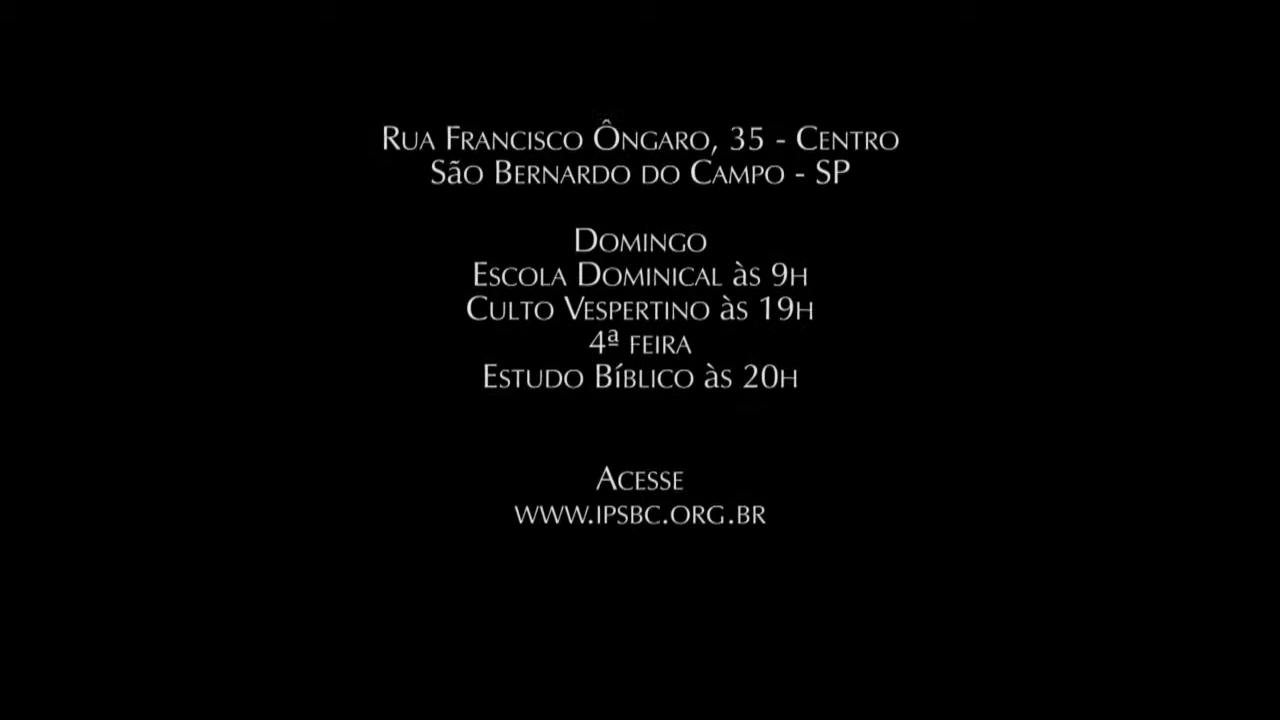 Rua Francisco Ôngaro, 35 - Centro
São Bernardo do Campo - SP
Domingo
Escola Dominical às 9h
Culto Vespertino às 19h
4ª feira
Estudo Bíblico às 20h
Acesse
www.ipsbc.org.br